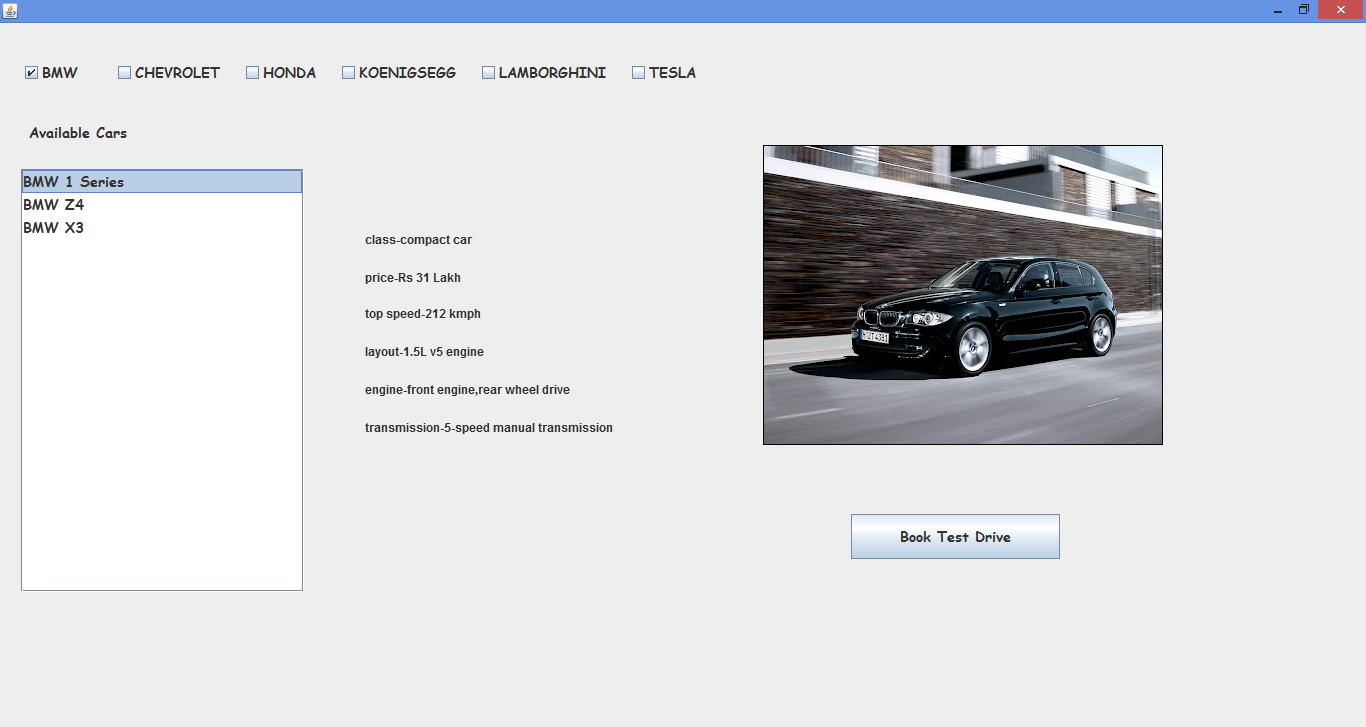 BMW CHEVROLET HONDA KOENIGSEGG LAMBORGHINI TESLA
Available Cars
BMW 1 Series
BMW Z4
BMW X3
class-compact car
price-Rs 31 Lakh
top speed-212 kmph
layout-1.5L v5 engine
engine-front engine,rear wheel drive
transmission-5-speed manual transmission
Book Test Drive